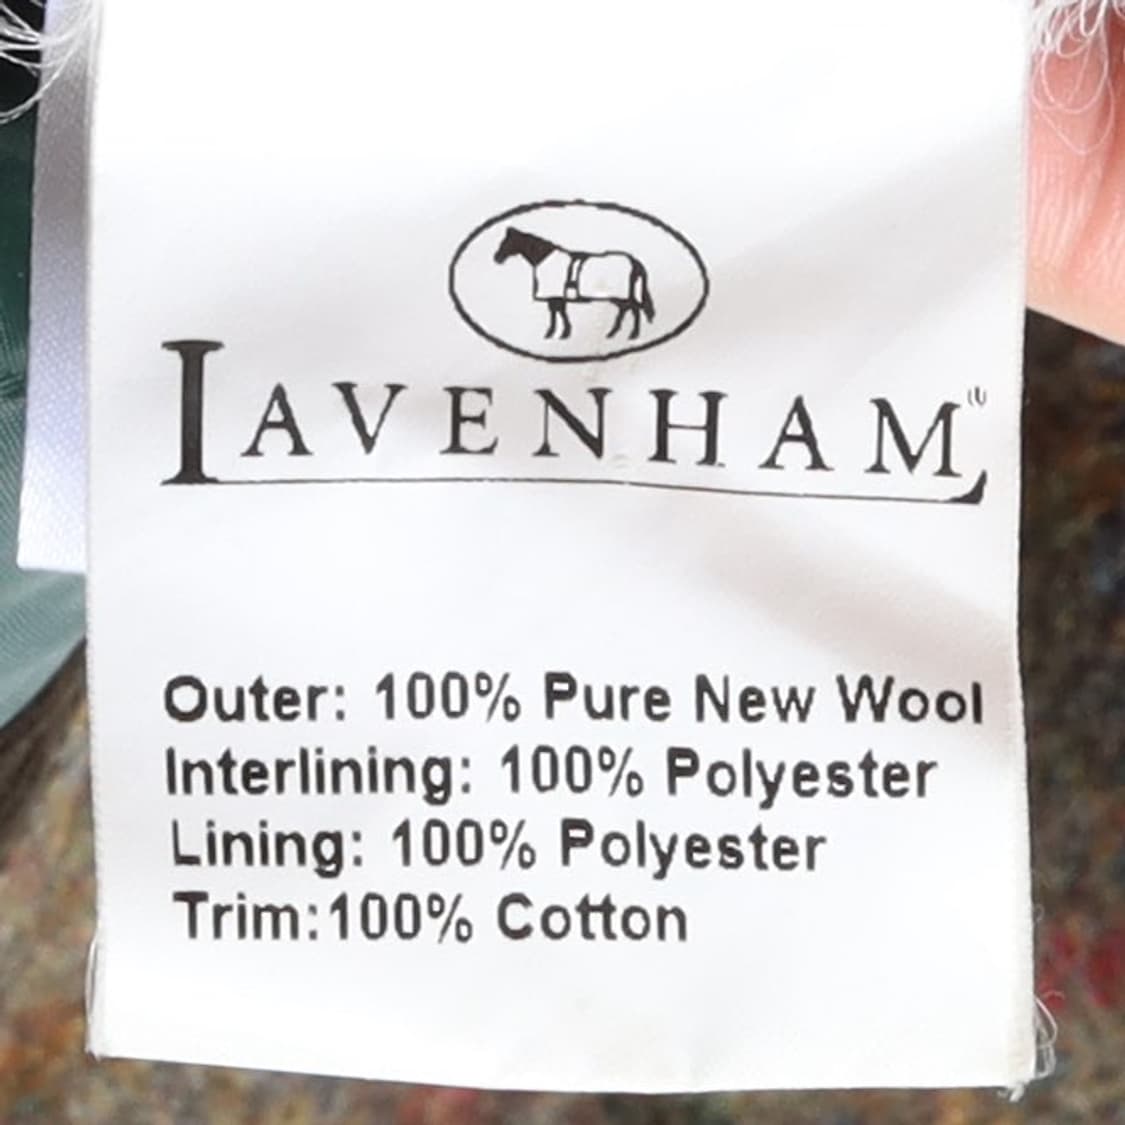 LAVENHAM
Outer: 100% Pure New Wool
Interlining: 100% Polyester
Lining: 100% Polyester
Trim:100% Cotton